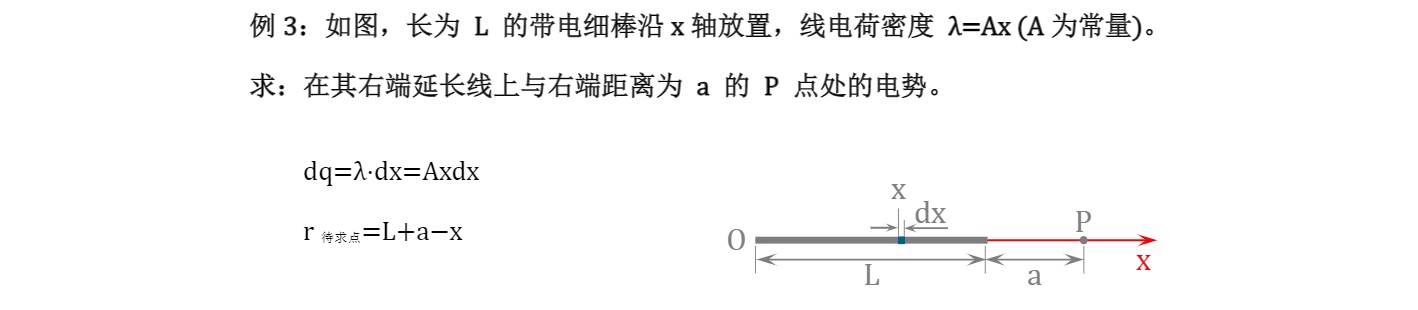 例 3：如图，长为 L 的带电细棒沿 x 轴放置，线电荷密度 λ=Ax (A 为常量)。
求：在其右端延长线上与右端距离为 a 的 P 点处的电势。
dq=λ·dx=Axdx
r 待求点=L+a−x
x
dx
P
O
x
L
a